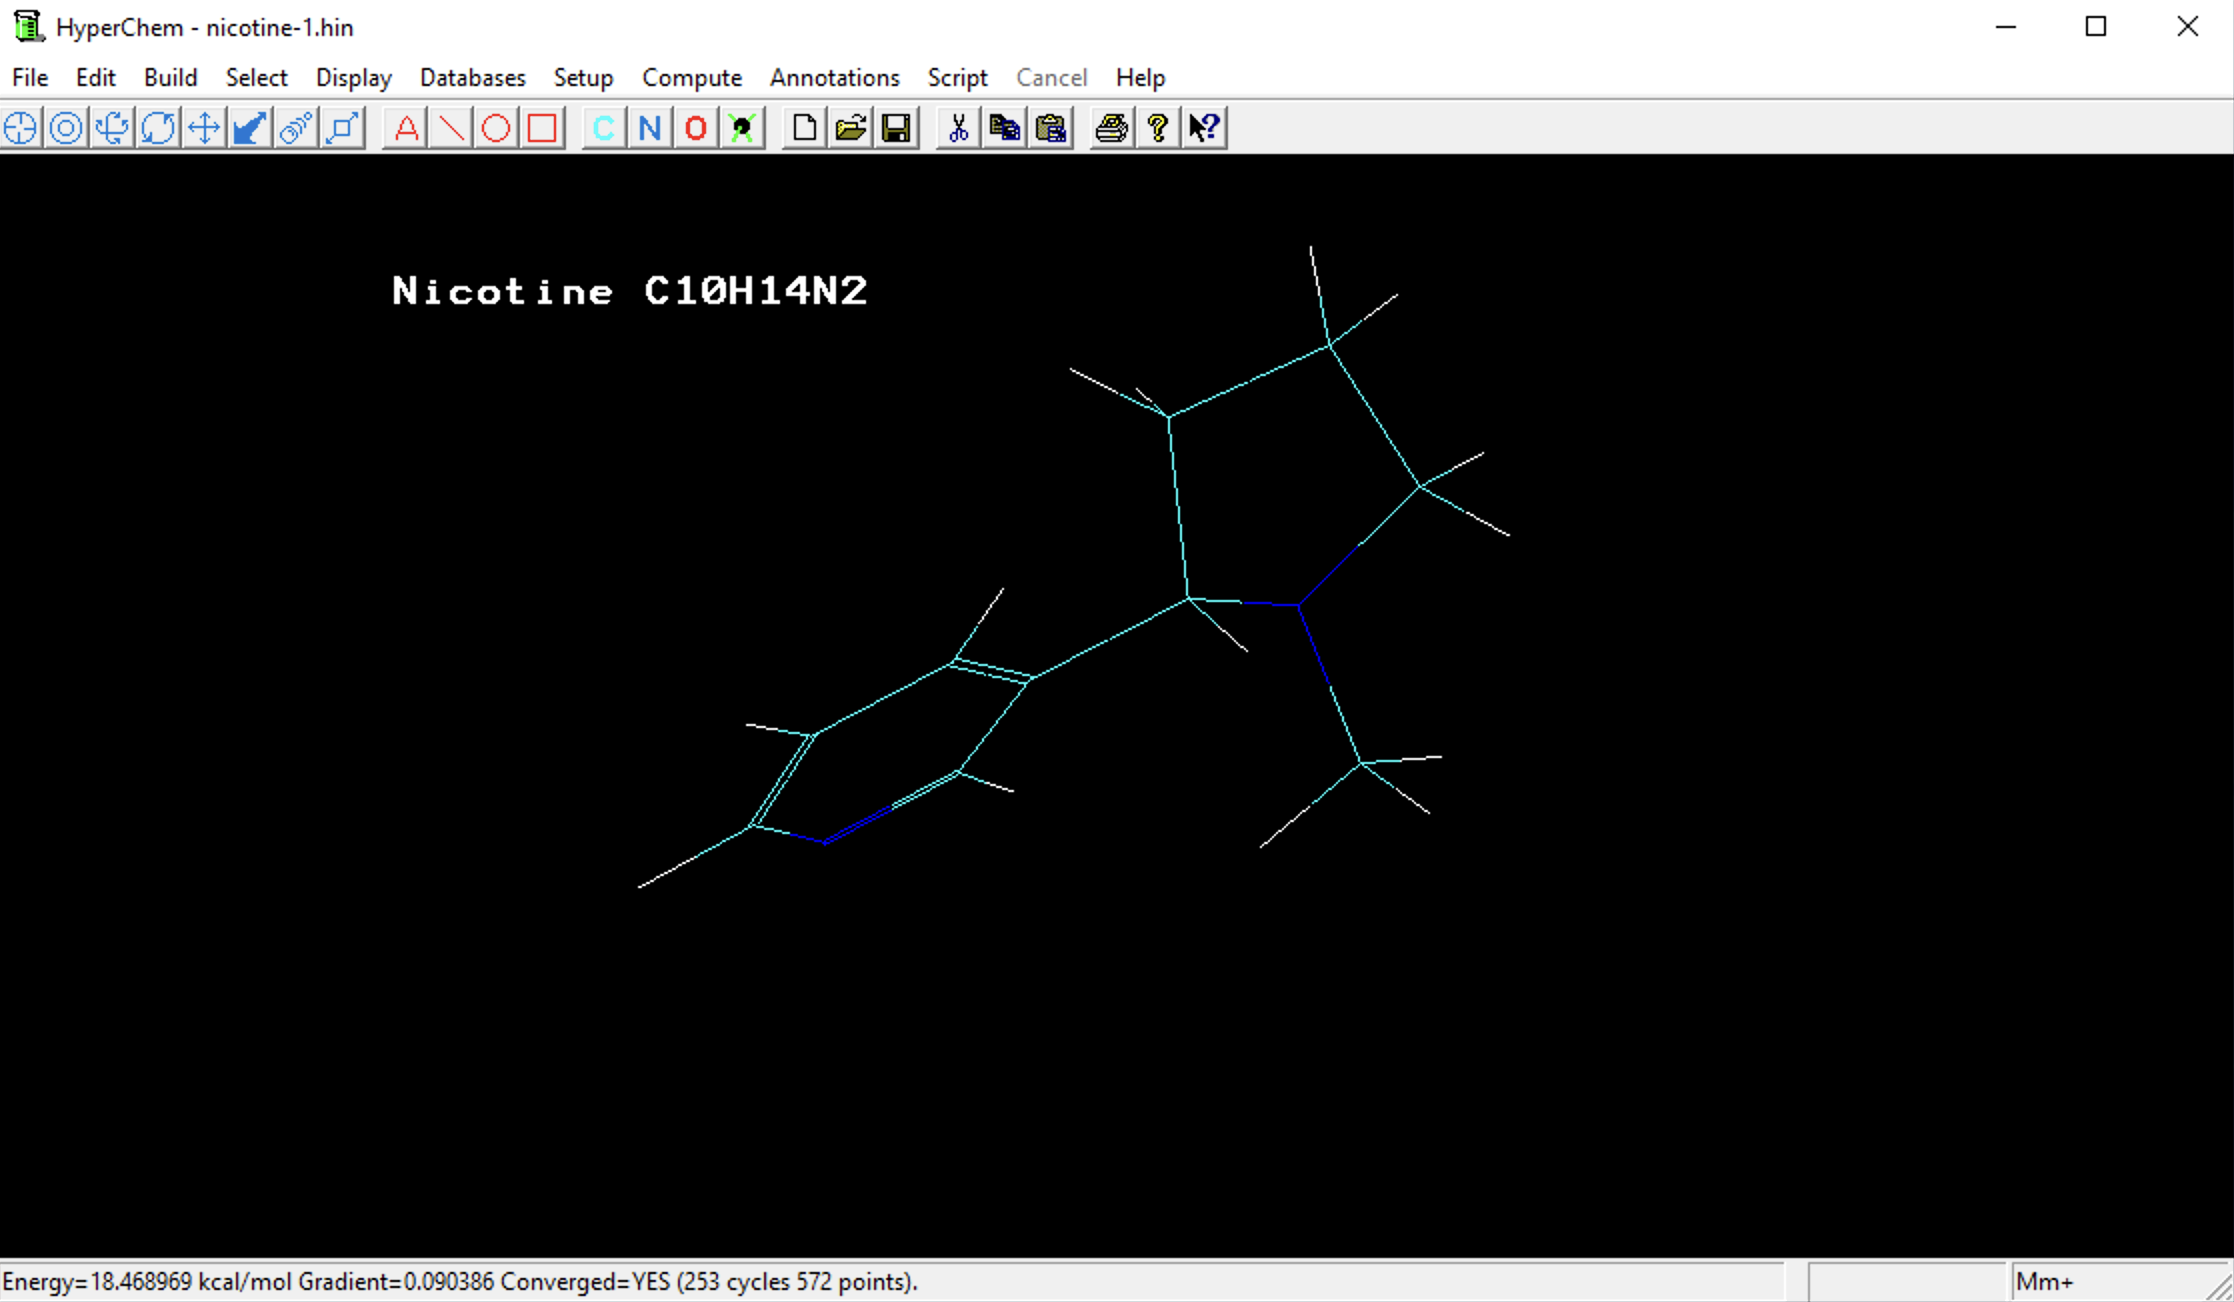 HyperChem - nicotine-1.hin
File Edit Build Select Display Databases Setup Compute Annotations Script Cancel Help
A C N O ? ?
Nicotine C10H14N2
Energy=18.468969 kcal/mol Gradient=0.090386 Converged=YES (253 cycles 572 points).
Mm+